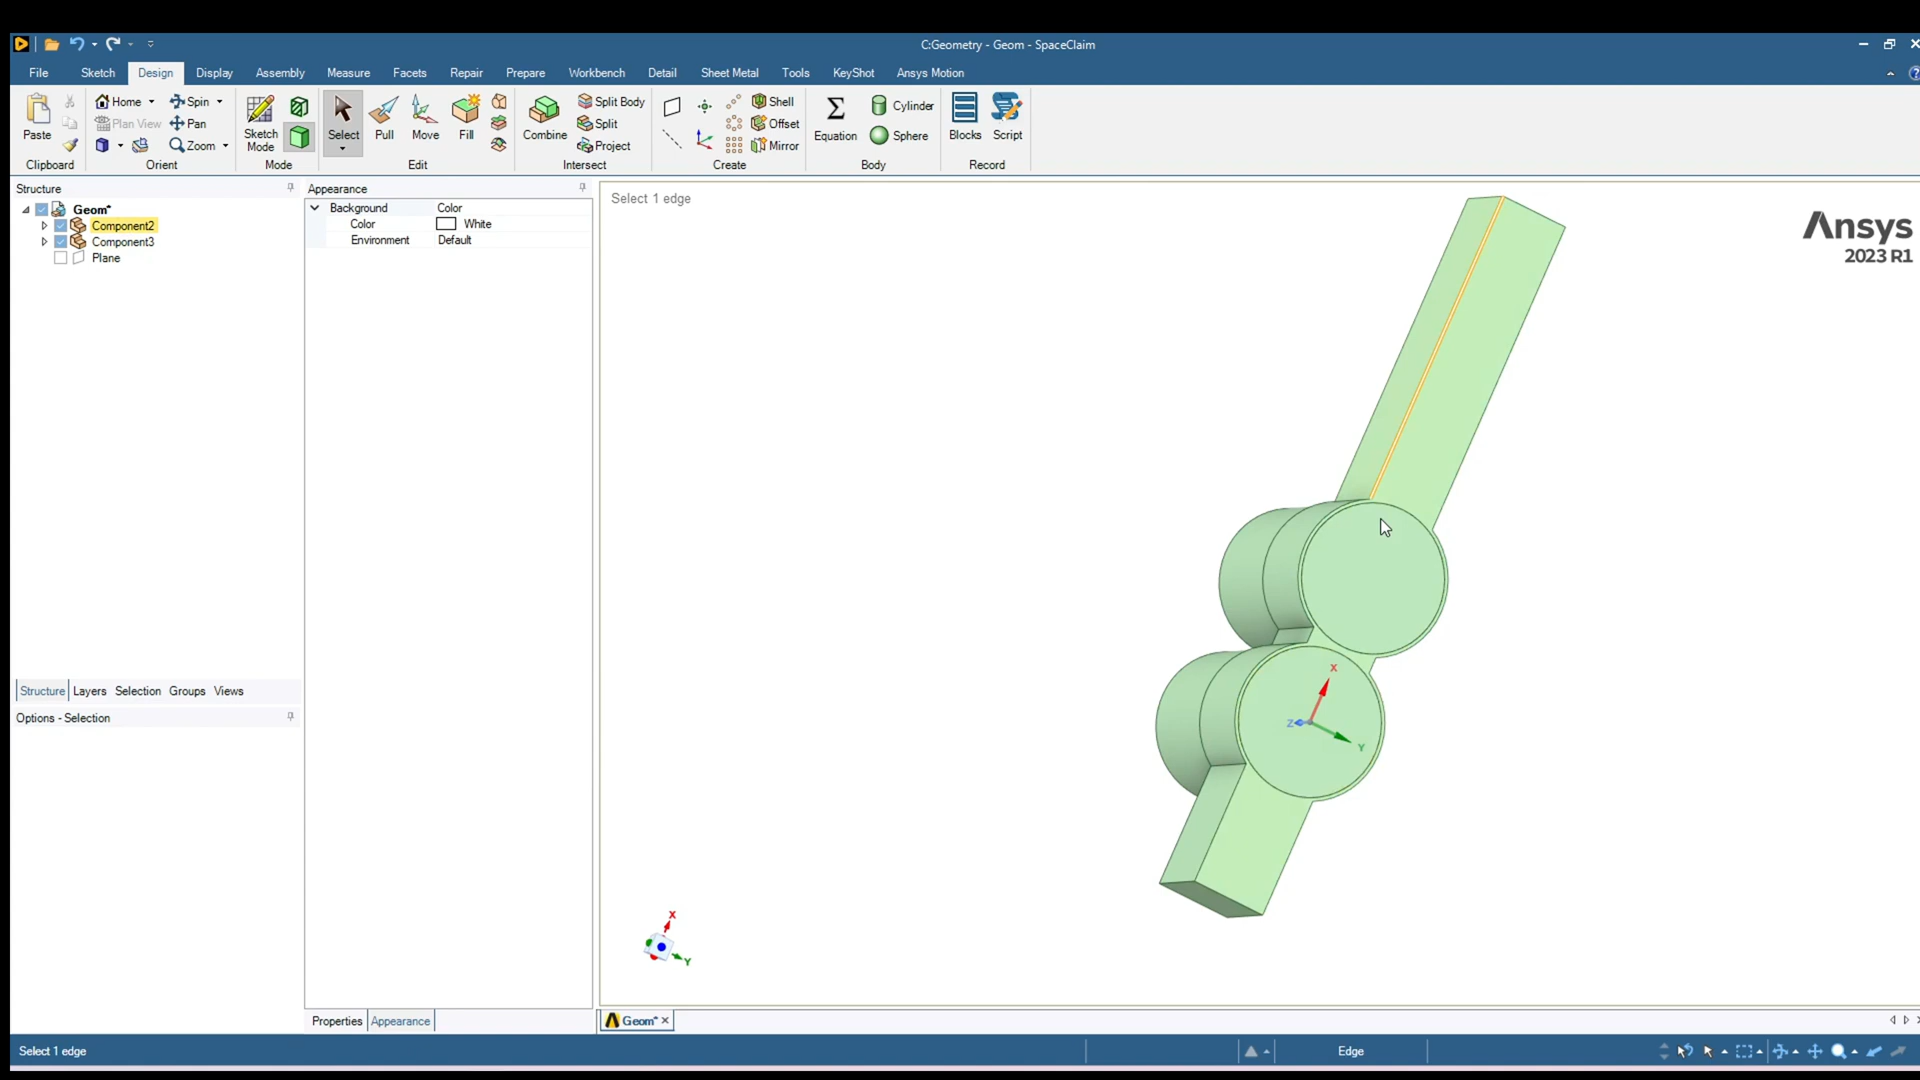 C:Geometry - Geom - SpaceClaim
File Sketch Design Display Assembly Measure Facets Repair Prepare Workbench Detail Sheet Metal Tools KeyShot Ansys Motion
Paste
Home Spin
Plan View Pan
Zoom
Sketch Mode
Select Pull Move Fill
Combine
Split Body
Split
Project
Shell
Offset
Mirror
Equation
Cylinder
Sphere
Blocks Script
Clipboard Orient Mode Edit Intersect Create Body Record
Structure
Geom*
Component2
Component3
Plane
Appearance
Background Color
Color White
Environment Default
Select 1 edge
Ansys
2023 R1
X
Z
Y
Structure Layers Selection Groups Views
Options - Selection
X
Y
Properties Appearance
Geom*
Select 1 edge
Edge